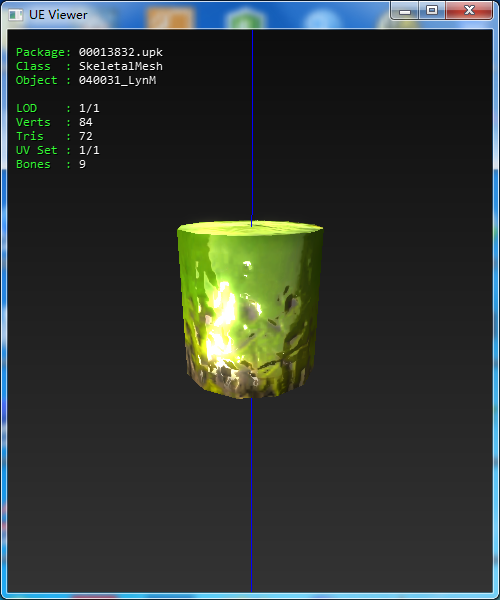 UE Viewer
Package: 00013832.upk
Class : SkeletalMesh
Object : 040031_LynM
LOD : 1/1
Verts : 84
Tris : 72
UV Set : 1/1
Bones : 9